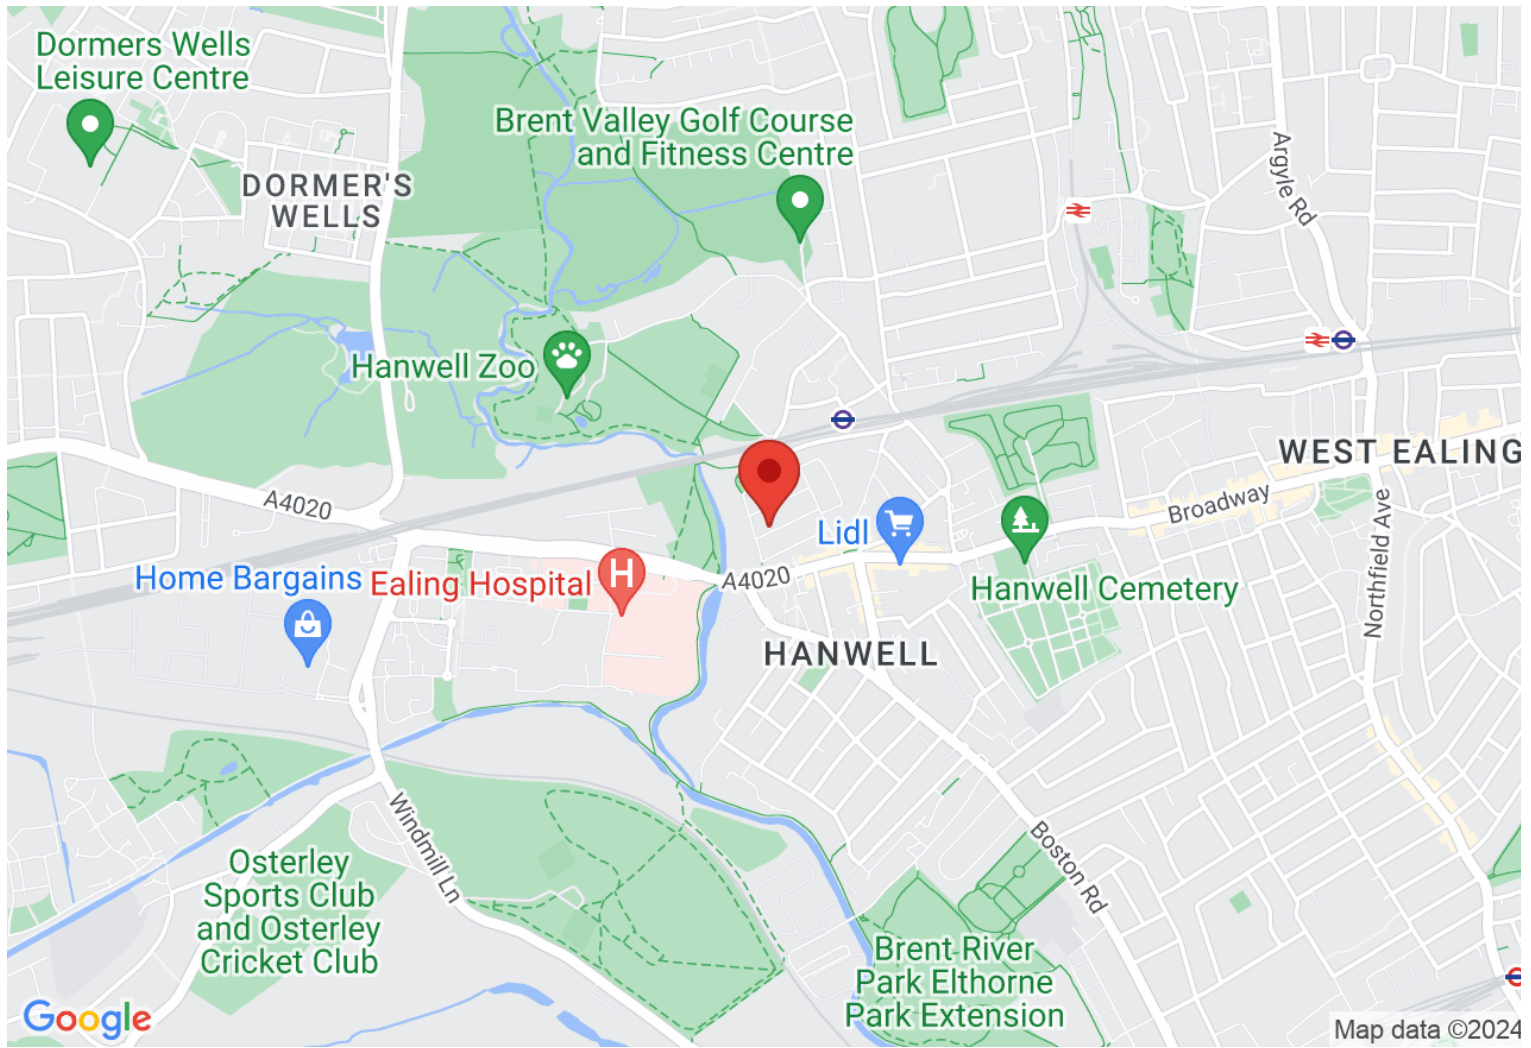 Dormers Wells
Leisure Centre
Brent Valley Golf Course
and Fitness Centre
Argyle Rd
DORMER'S
WELLS
Hanwell Zoo
WEST EALING
A4020
Broadway
Lidl
Northfield Ave
Home Bargains
Ealing Hospital
H
A4020
Hanwell Cemetery
HANWELL
Windmill Ln
Boston Rd
Osterley
Sports Club
and Osterley
Cricket Club
Brent River
Park Elthorne
Park Extension
Google
Map data ©2024